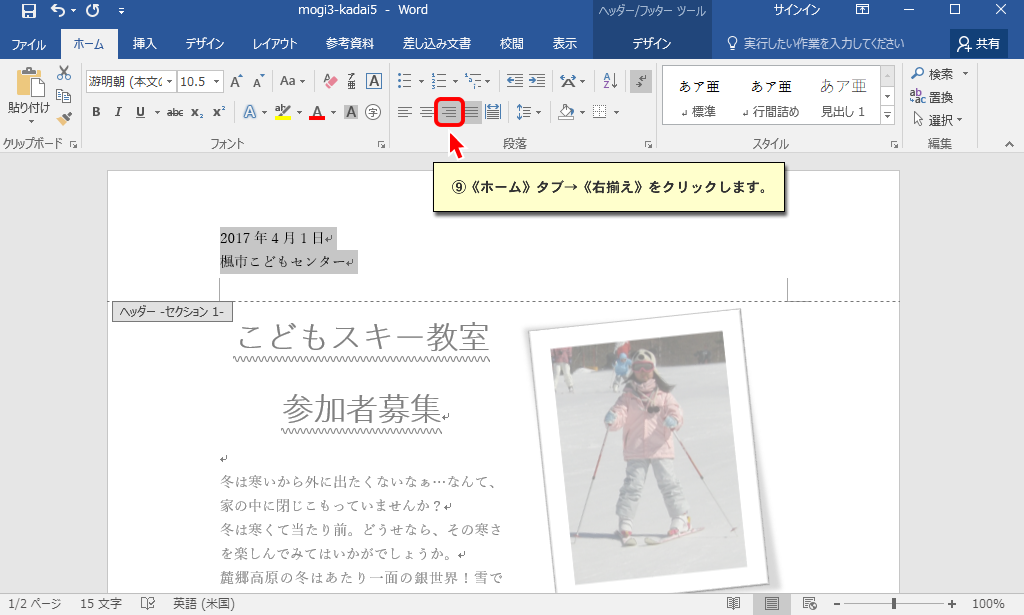 mogi3-kadai5 - Word
ヘッダー/フッター ツール
サインイン
ファイル
ホーム
挿入
デザイン
レイアウト
参考資料
差し込み文書
校閲
表示
デザイン
実行したい作業を入力してください
共有
貼り付け
クリップボード
游明朝 (本文の
10.5
A A Aa
B I U abc x₂ x²
フォント
段落
あア亜
↲標準
あア亜
↲行間詰め
あア亜
見出し 1
スタイル
検索
置換
選択
編集
⑨《ホーム》タブ→《右揃え》をクリックします。
2017 年 4 月 1 日↵
楓市こどもセンター↵
ヘッダー -セクション 1-
こどもスキー教室
参加者募集↵
冬は寒いから外に出たくないなぁ…なんて、
家の中に閉じこもっていませんか？↵
冬は寒くて当たり前。どうせなら、その寒さ
を楽しんでみてはいかがでしょうか。↵
麓郷高原の冬はあたり一面の銀世界！雪で
1/2 ページ
15 文字
英語 (米国)
100%